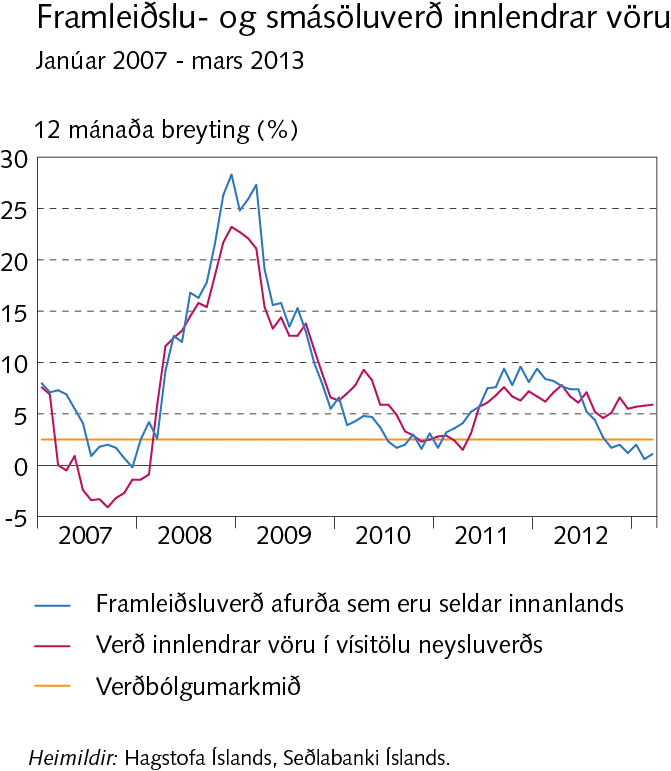 Framleiðslu- og smásöluverð innlendrar vöru
Janúar 2007 - mars 2013
12 mánaða breyting (%)
30
25
20
15
10
5
0
-5
2007 2008 2009 2010 2011 2012
Framleiðsluverð afurða sem eru seldar innanlands
Verð innlendrar vöru í vísitölu neysluverðs
Verðbólgumarkmið
Heimildir: Hagstofa Íslands, Seðlabanki Íslands.